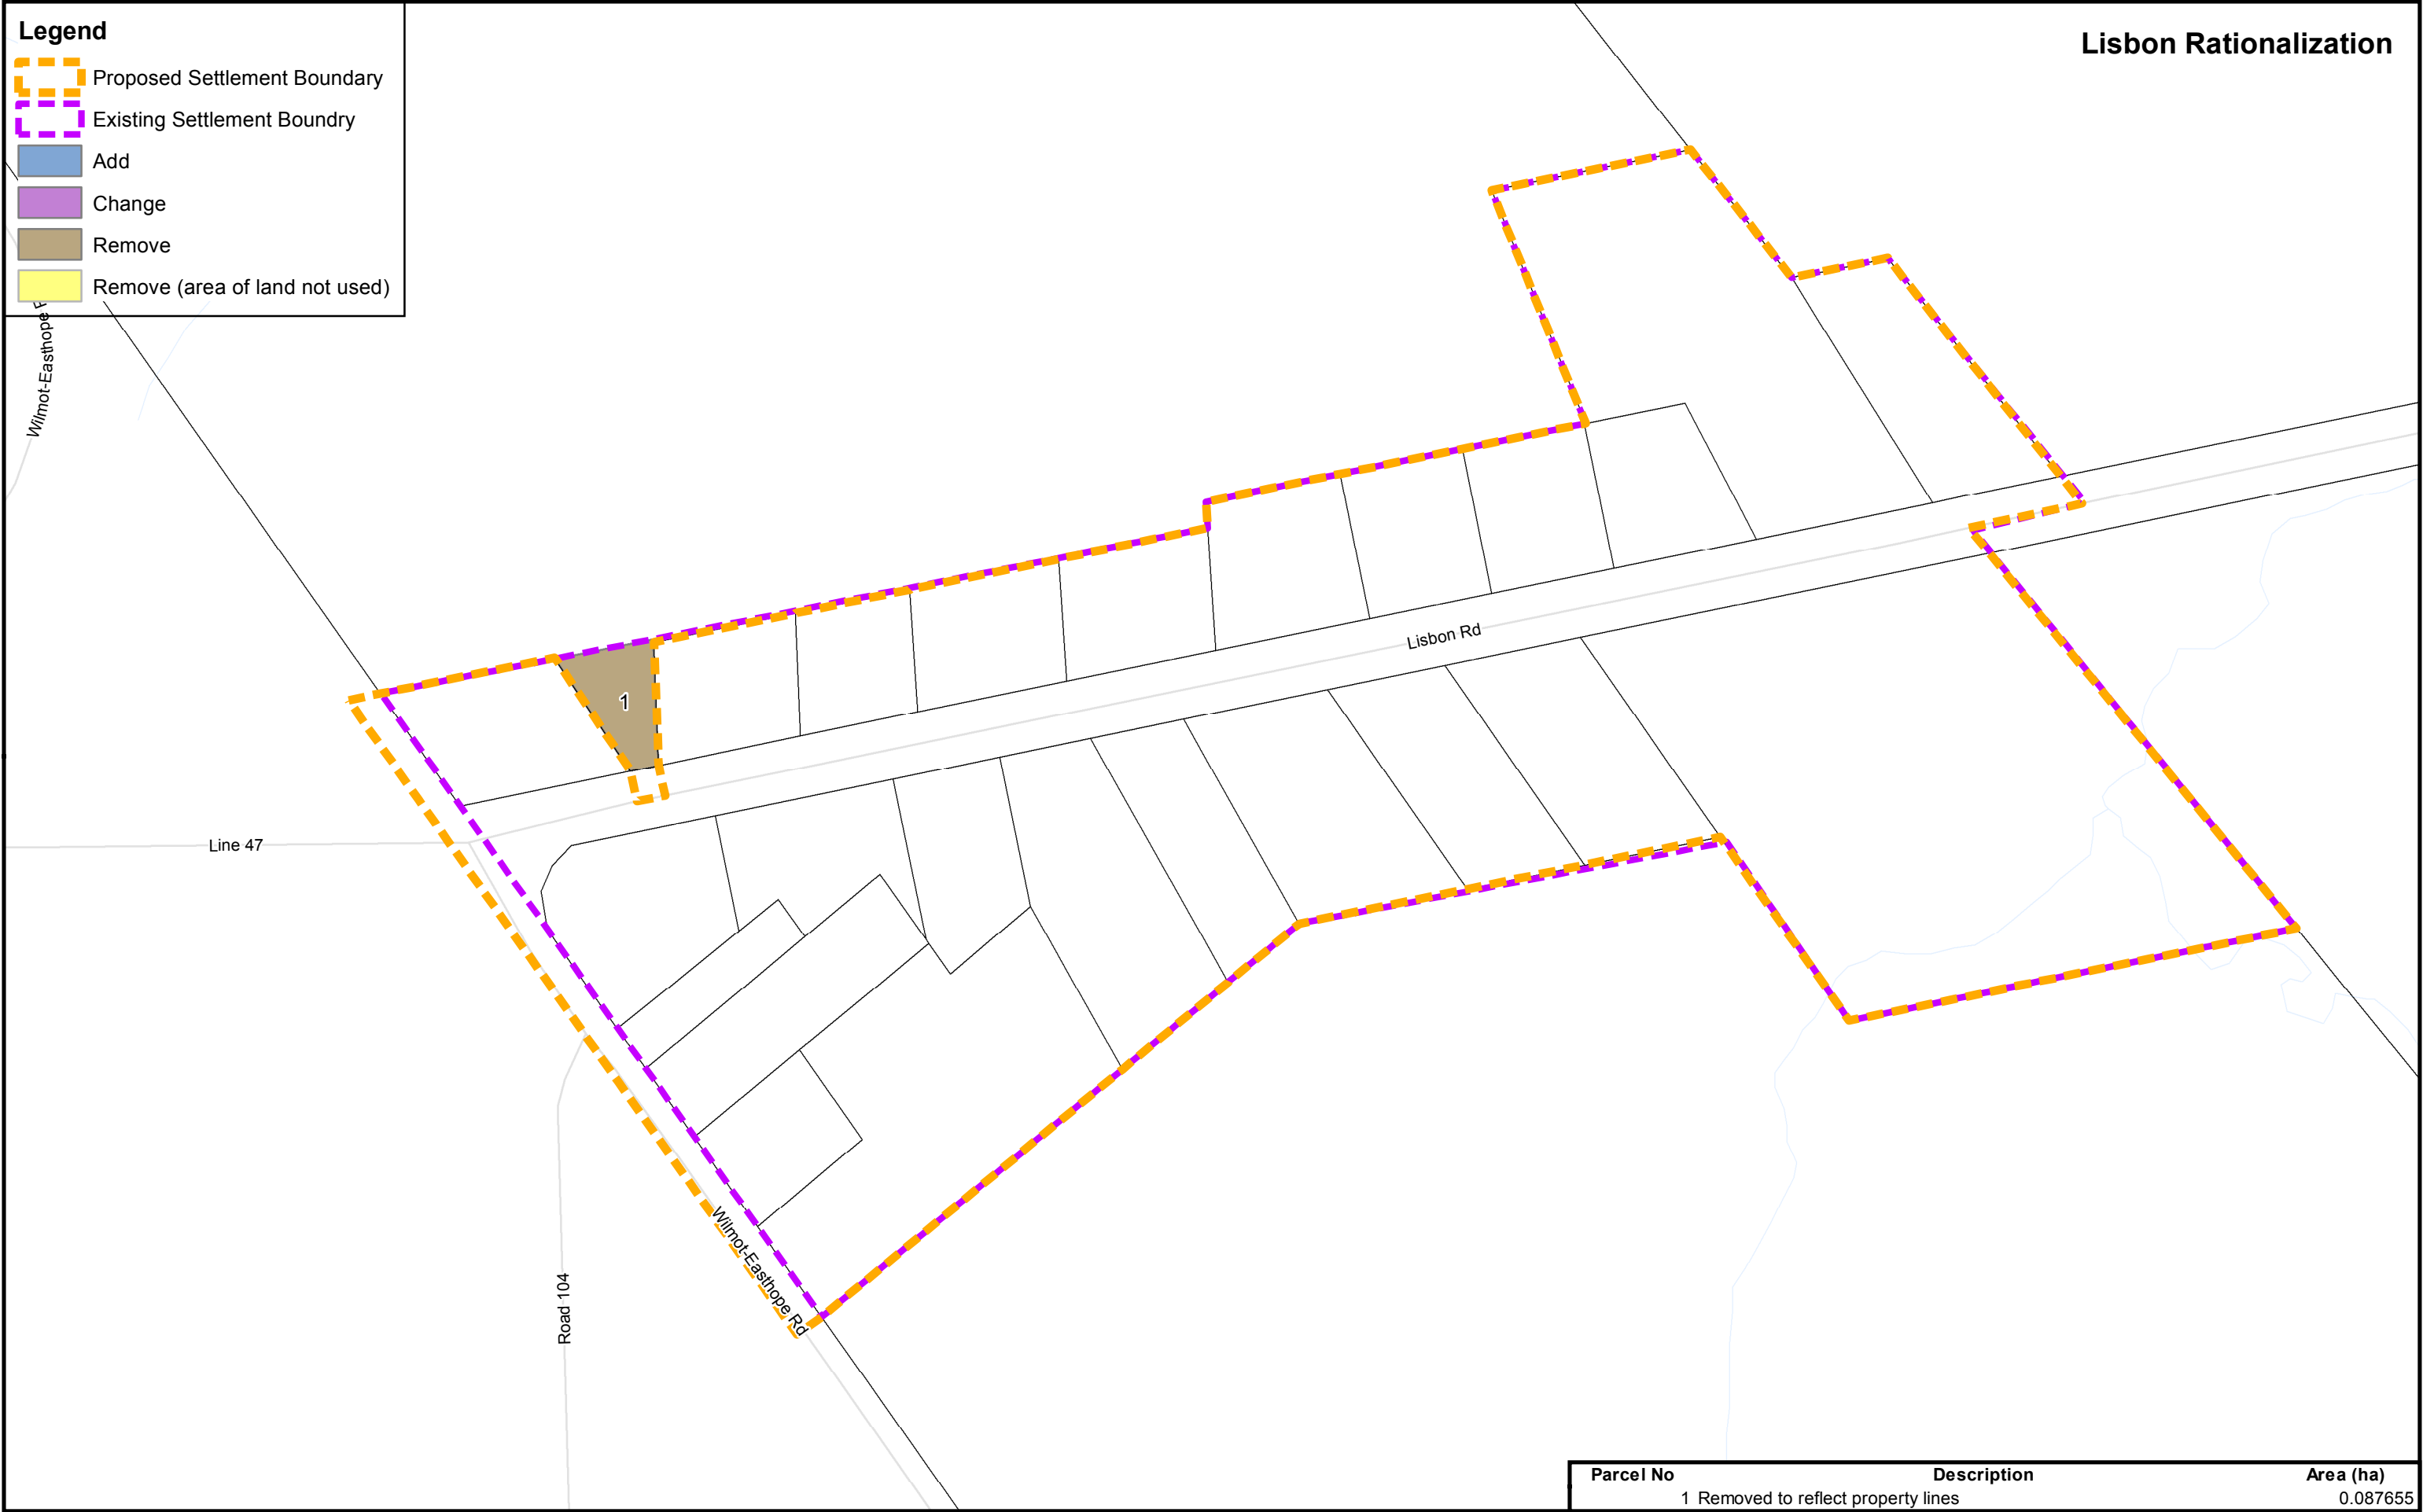 Legend
Lisbon Rationalization
Proposed Settlement Boundary
Existing Settlement Boundry
Add
Change
Remove
Remove (area of land not used)
Wilmot-Easthope
Lisbon Rd
1
Line 47
Wilmot-Easthope Rd
Road 104
Parcel No Description Area (ha)
1 Removed to reflect property lines 0.087655